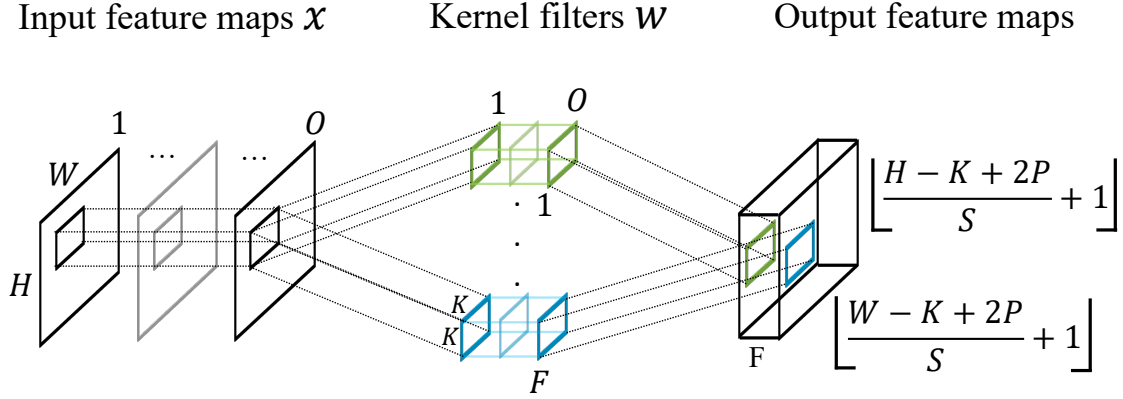 Input feature maps x
Kernel filters w
Output feature maps
1
...
...
O
W
H
1
O
.
1
.
.
K
K
F
⌊(H − K + 2P)/S + 1⌋
F
⌊(W − K + 2P)/S + 1⌋